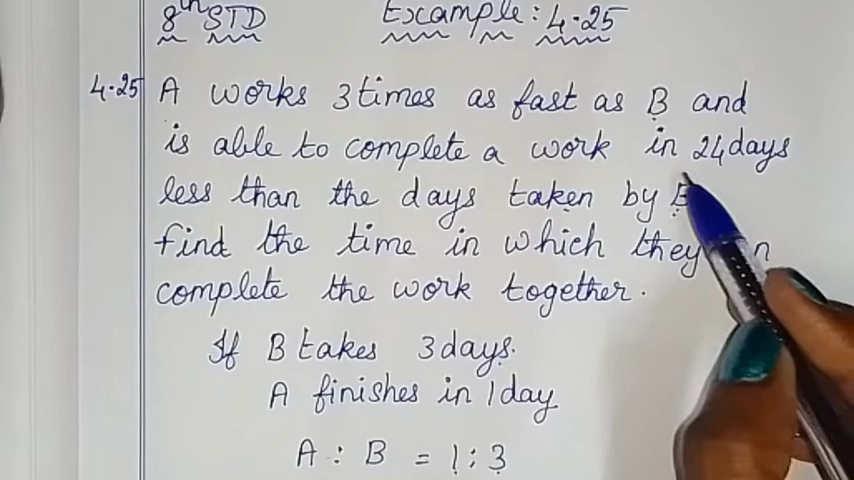 8th STD Example: 4.25
4.25 A works 3 times as fast as B and
is able to complete a work in 24 days
less than the days taken by B
find the time in which they
complete the work together.
If B takes 3 days.
A finishes in 1 day
A : B = 1 : 3